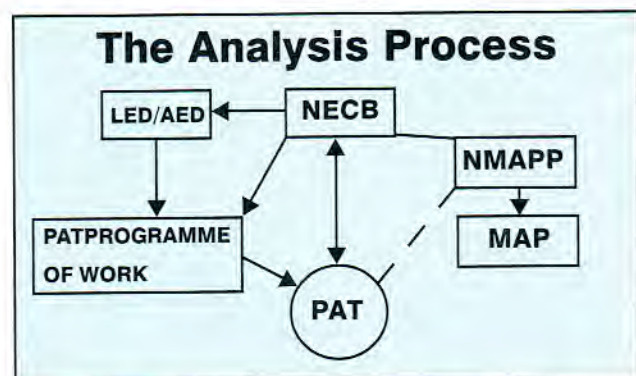 The Analysis Process
LED/AED
NECB
NMAPP
PATPROGRAMME
OF WORK
MAP
PAT